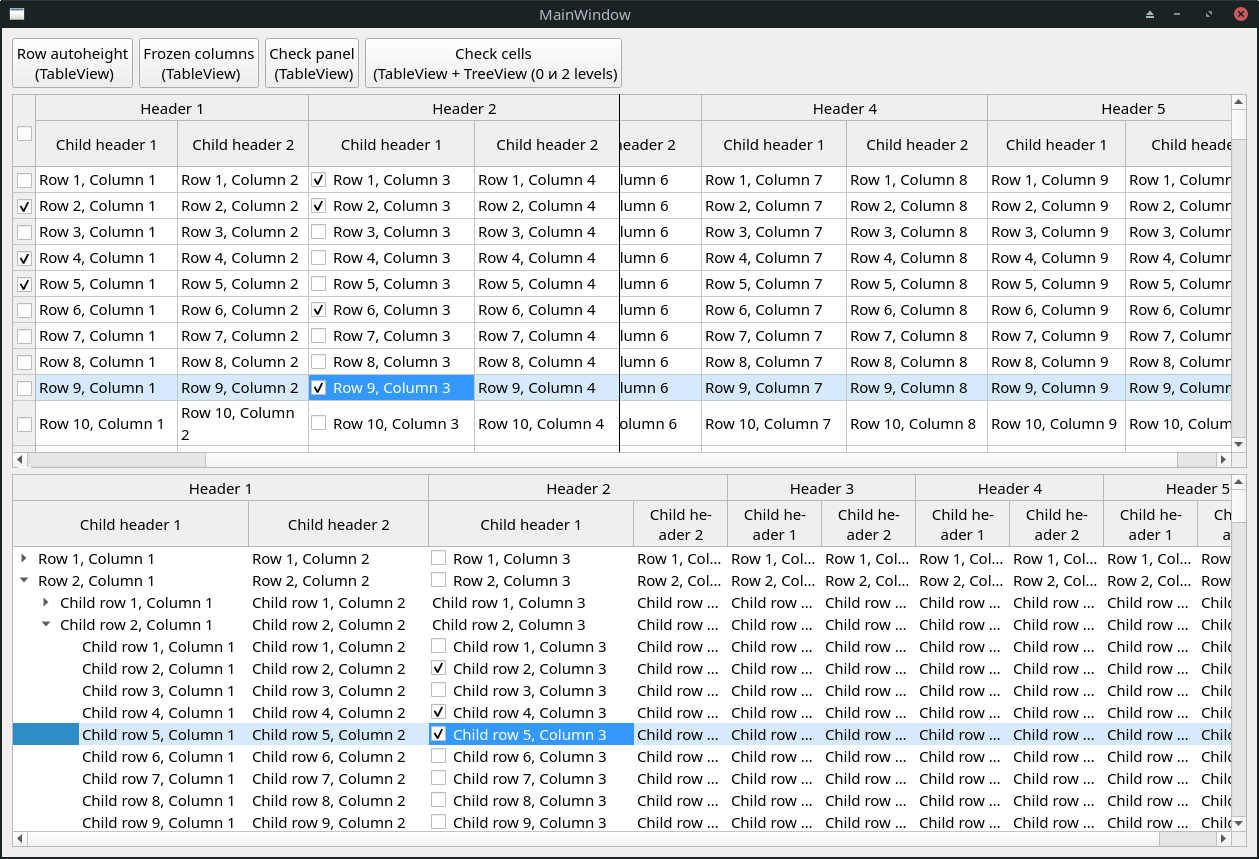 MainWindow
Row autoheight Frozen columns Check panel Check cells
(TableView) (TableView) (TableView) (TableView + TreeView (0 и 2 levels)
Header 1 Header 2 Header 4 Header 5
Child header 1 Child header 2 Child header 1 Child header 2 eader 2 Child header 1 Child header 2 Child header 1 Child heade
Row 1, Column 1 Row 1, Column 2 Row 1, Column 3 Row 1, Column 4 lumn 6 Row 1, Column 7 Row 1, Column 8 Row 1, Column 9 Row 1, Column
Row 2, Column 1 Row 2, Column 2 Row 2, Column 3 Row 2, Column 4 lumn 6 Row 2, Column 7 Row 2, Column 8 Row 2, Column 9 Row 2, Column
Row 3, Column 1 Row 3, Column 2 Row 3, Column 3 Row 3, Column 4 lumn 6 Row 3, Column 7 Row 3, Column 8 Row 3, Column 9 Row 3, Column
Row 4, Column 1 Row 4, Column 2 Row 4, Column 3 Row 4, Column 4 lumn 6 Row 4, Column 7 Row 4, Column 8 Row 4, Column 9 Row 4, Column
Row 5, Column 1 Row 5, Column 2 Row 5, Column 3 Row 5, Column 4 lumn 6 Row 5, Column 7 Row 5, Column 8 Row 5, Column 9 Row 5, Column
Row 6, Column 1 Row 6, Column 2 Row 6, Column 3 Row 6, Column 4 lumn 6 Row 6, Column 7 Row 6, Column 8 Row 6, Column 9 Row 6, Column
Row 7, Column 1 Row 7, Column 2 Row 7, Column 3 Row 7, Column 4 lumn 6 Row 7, Column 7 Row 7, Column 8 Row 7, Column 9 Row 7, Column
Row 8, Column 1 Row 8, Column 2 Row 8, Column 3 Row 8, Column 4 lumn 6 Row 8, Column 7 Row 8, Column 8 Row 8, Column 9 Row 8, Column
Row 9, Column 1 Row 9, Column 2 Row 9, Column 3 Row 9, Column 4 lumn 6 Row 9, Column 7 Row 9, Column 8 Row 9, Column 9 Row 9, Column
Row 10, Column 1 Row 10, Column 2 Row 10, Column 3 Row 10, Column 4 olumn 6 Row 10, Column 7 Row 10, Column 8 Row 10, Column 9 Row 10, Colum
Header 1 Header 2 Header 3 Header 4 Header 5
Child header 1 Child header 2 Child header 1 Child he- Child he- Child he- Child he- Child he- Child he- Ch
ader 2 ader 1 ader 2 ader 1 ader 2 ader 1 a
Row 1, Column 1 Row 1, Column 2 Row 1, Column 3 Row 1, Col... Row 1, Col... Row 1, Col... Row 1, Col... Row 1, Col... Row 1, Col... Row
Row 2, Column 1 Row 2, Column 2 Row 2, Column 3 Row 2, Col... Row 2, Col... Row 2, Col... Row 2, Col... Row 2, Col... Row 2, Col... Row
Child row 1, Column 1 Child row 1, Column 2 Child row 1, Column 3 Child row ... Child row ... Child row ... Child row ... Child row ... Child row ... Child
Child row 2, Column 1 Child row 2, Column 2 Child row 2, Column 3 Child row ... Child row ... Child row ... Child row ... Child row ... Child row ... Child
Child row 1, Column 1 Child row 1, Column 2 Child row 1, Column 3 Child row ... Child row ... Child row ... Child row ... Child row ... Child row ... Child
Child row 2, Column 1 Child row 2, Column 2 Child row 2, Column 3 Child row ... Child row ... Child row ... Child row ... Child row ... Child row ... Child
Child row 3, Column 1 Child row 3, Column 2 Child row 3, Column 3 Child row ... Child row ... Child row ... Child row ... Child row ... Child row ... Child
Child row 4, Column 1 Child row 4, Column 2 Child row 4, Column 3 Child row ... Child row ... Child row ... Child row ... Child row ... Child row ... Child
Child row 5, Column 1 Child row 5, Column 2 Child row 5, Column 3 Child row ... Child row ... Child row ... Child row ... Child row ... Child row ... Child
Child row 6, Column 1 Child row 6, Column 2 Child row 6, Column 3 Child row ... Child row ... Child row ... Child row ... Child row ... Child row ... Child
Child row 7, Column 1 Child row 7, Column 2 Child row 7, Column 3 Child row ... Child row ... Child row ... Child row ... Child row ... Child row ... Child
Child row 8, Column 1 Child row 8, Column 2 Child row 8, Column 3 Child row ... Child row ... Child row ... Child row ... Child row ... Child row ... Child
Child row 9, Column 1 Child row 9, Column 2 Child row 9, Column 3 Child row ... Child row ... Child row ... Child row ... Child row ... Child row ... Child